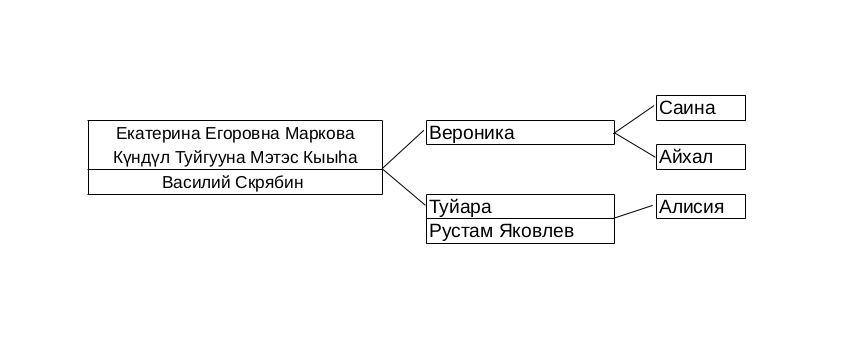 Екатерина Егоровна Маркова
Күндүл Туйгууна Мэтэс Кыыһа
Василий Скрябин
Вероника
Саина
Айхал
Туйара
Рустам Яковлев
Алисия